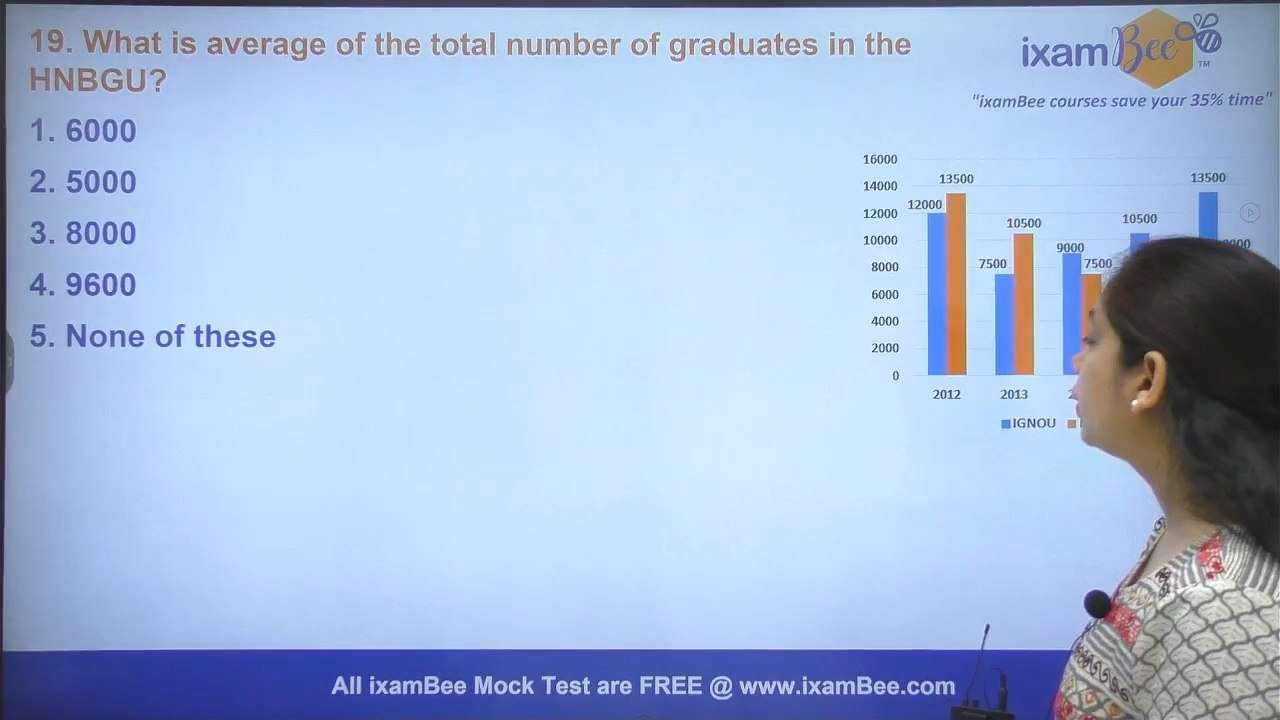 19. What is average of the total number of graduates in the
HNBGU?
1. 6000
2. 5000
3. 8000
4. 9600
5. None of these
ixamBee
TM
"ixamBee courses save your 35% time"
16000
14000
12000
10000
8000
6000
4000
2000
0
12000
13500
7500
10500
9000
7500
10500
13500
2012
2013
IGNOU
All ixamBee Mock Test are FREE @ www.ixamBee.com